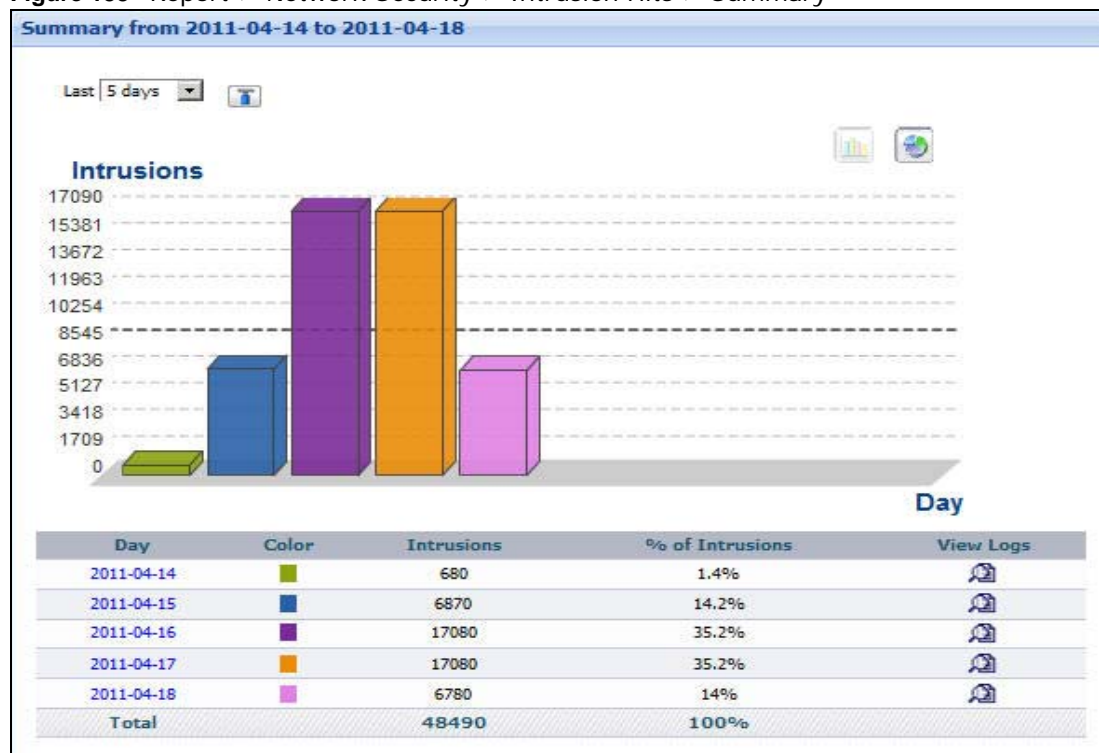 Summary from 2011-04-14 to 2011-04-18
Last 5 days
Intrusions
17090
15381
13672
11963
10254
8545
6836
5127
3418
1709
0
Day
Day Color Intrusions % of Intrusions View Logs
2011-04-14 680 1.4%
2011-04-15 6870 14.2%
2011-04-16 17080 35.2%
2011-04-17 17080 35.2%
2011-04-18 6780 14%
Total 48490 100%